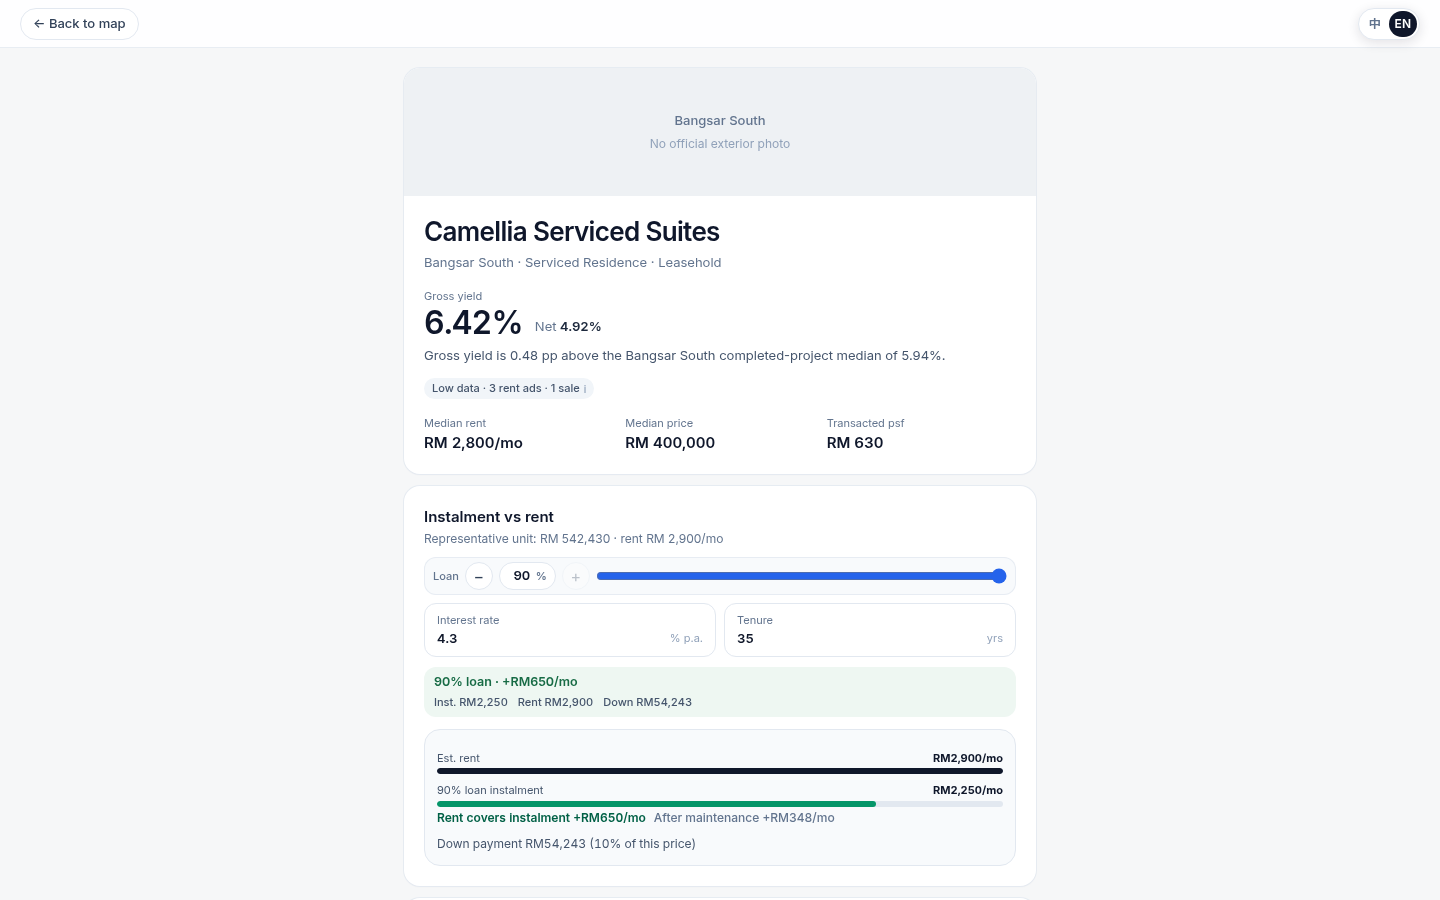 ← Back to map
中 EN
Bangsar South
No official exterior photo
Camellia Serviced Suites
Bangsar South · Serviced Residence · Leasehold
Gross yield
6.42% Net 4.92%
Gross yield is 0.48 pp above the Bangsar South completed-project median of 5.94%.
Low data · 3 rent ads · 1 sale i
Median rent Median price Transacted psf
RM 2,800/mo RM 400,000 RM 630
Instalment vs rent
Representative unit: RM 542,430 · rent RM 2,900/mo
Loan − 90 % +
Interest rate Tenure
4.3 % p.a. 35 yrs
90% loan · +RM650/mo
Inst. RM2,250 Rent RM2,900 Down RM54,243
Est. rent RM2,900/mo
90% loan instalment RM2,250/mo
Rent covers instalment +RM650/mo After maintenance +RM348/mo
Down payment RM54,243 (10% of this price)